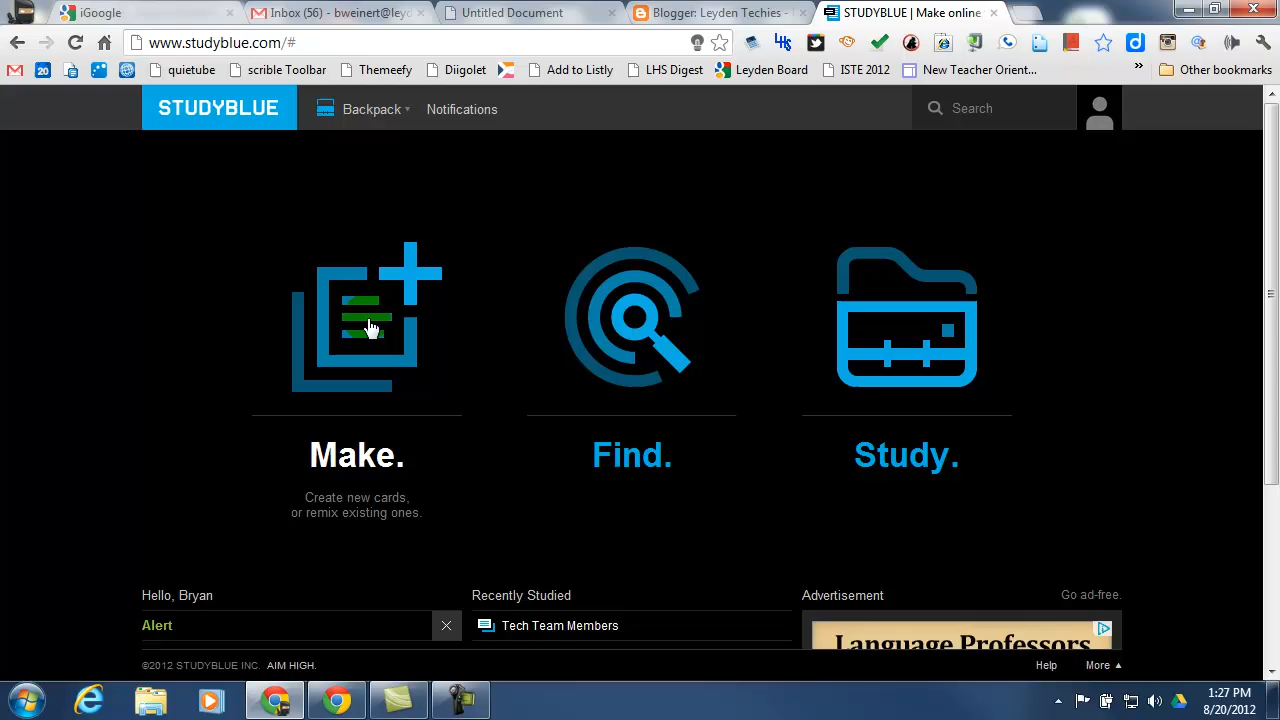 iGoogle
Inbox (56) - bweinert@ley
Untitled Document
Blogger: Leyden Techies -
STUDYBLUE | Make online
www.studyblue.com/#
20
quietube
scrible Toolbar
Themeefy
Diigolet
Add to Listly
LHS Digest
Leyden Board
ISTE 2012
New Teacher Orient...
Other bookmarks
STUDYBLUE
Backpack
Notifications
Search
Make.
Find.
Study.
Create new cards,
or remix existing ones.
Hello, Bryan
Recently Studied
Advertisement
Go ad-free.
Alert
Tech Team Members
Language Professors
©2012 STUDYBLUE INC. AIM HIGH.
Help
More
1:27 PM
8/20/2012